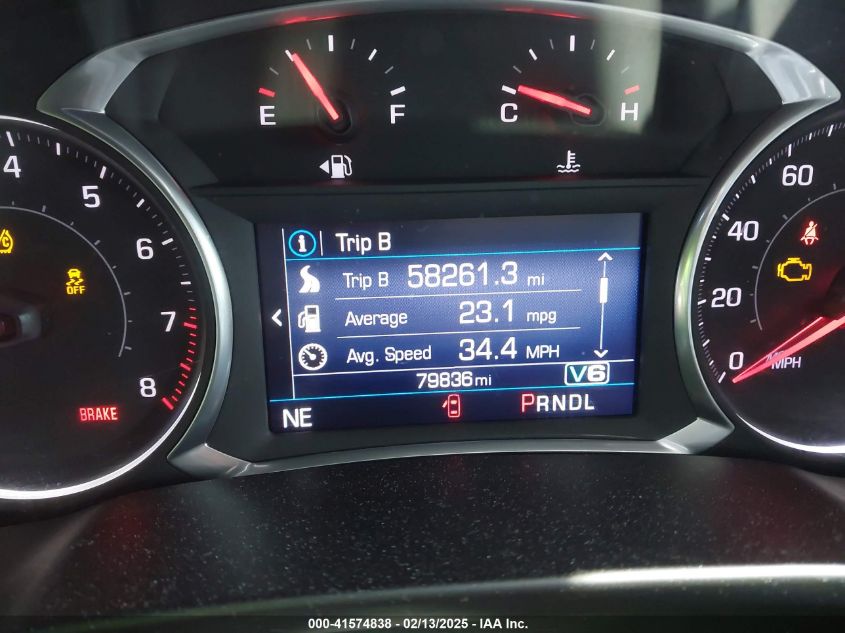 E F C H
4 5 6 7 8
OFF
BRAKE
Trip B
Trip B 58261.3 mi
Average 23.1 mpg
Avg. Speed 34.4 MPH
79836 mi V6
NE PRNDL
60
40
20
0
MPH
000-41574838 - 02/13/2025 - IAA Inc.